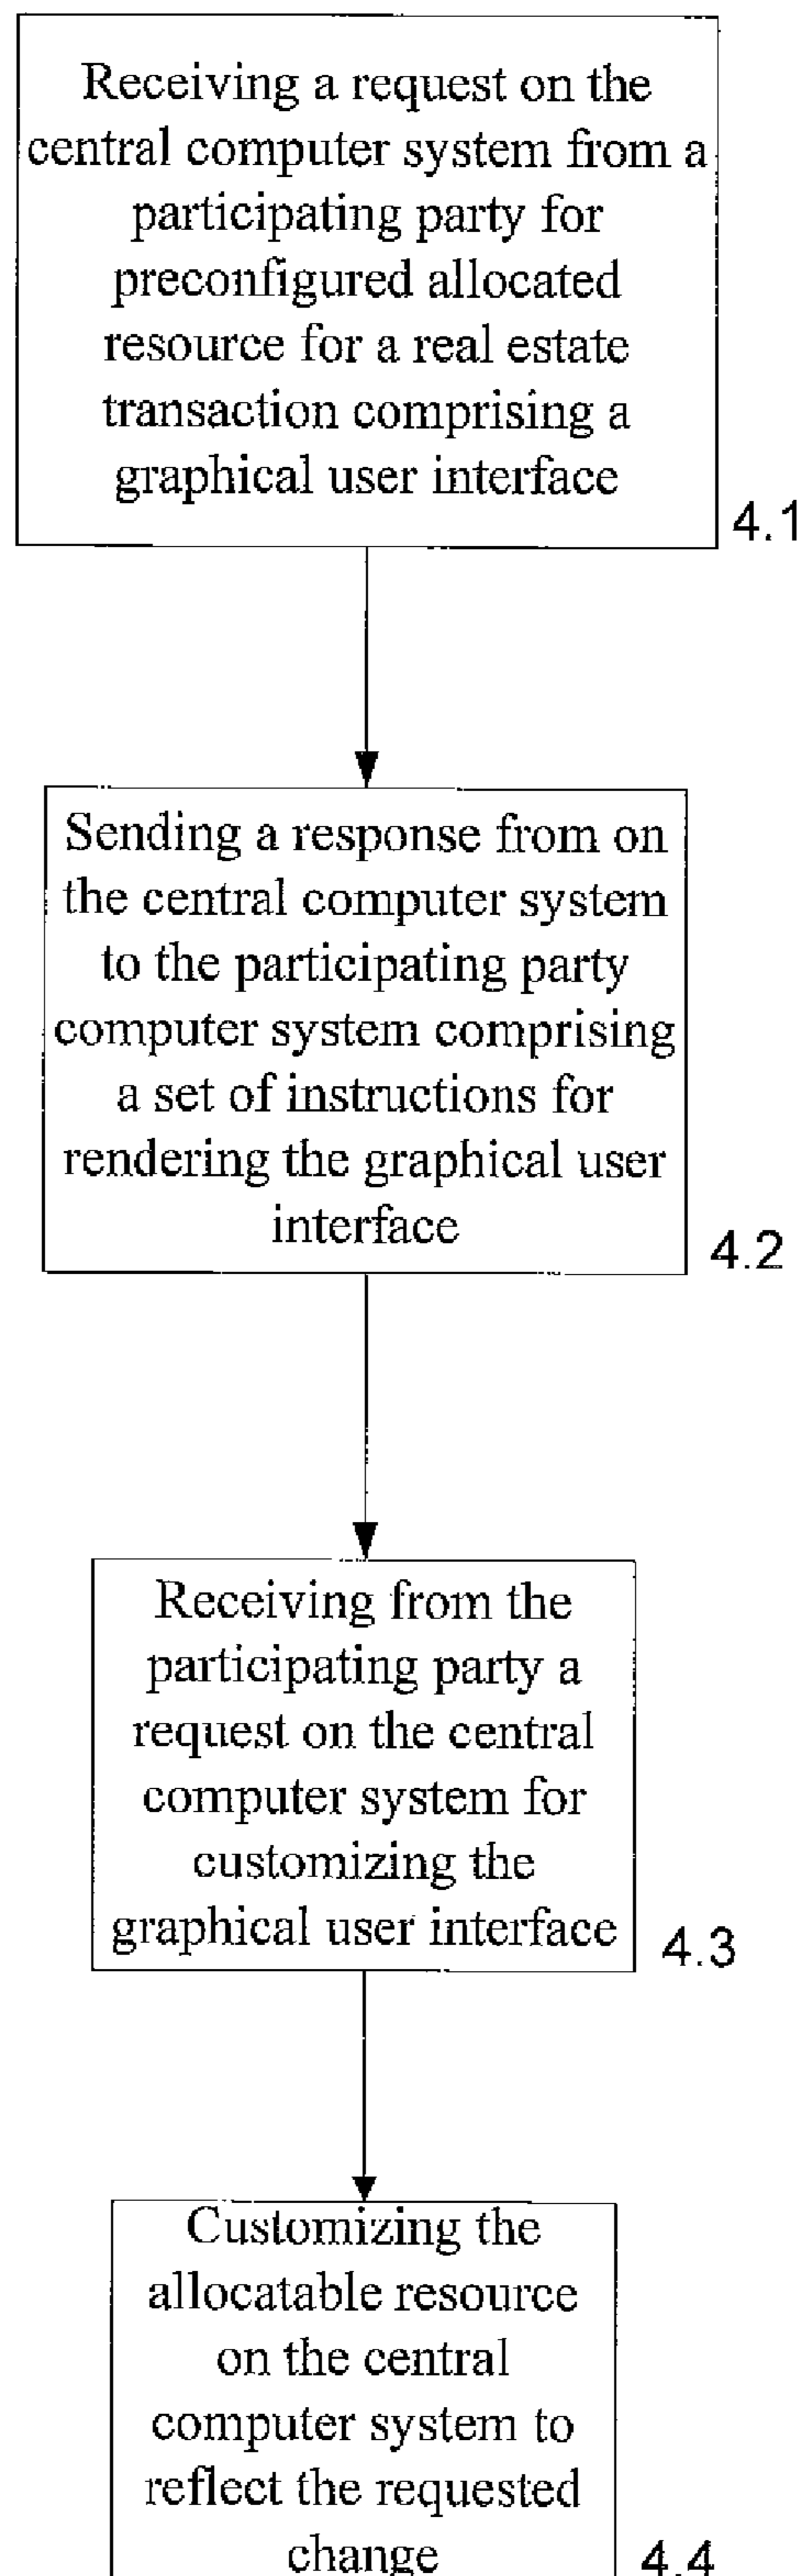 Receiving a request on the
central computer system from a
participating party for
preconfigured allocated
resource for a real estate
transaction comprising a
graphical user interface
4.1
Sending a response from on
the central computer system
to the participating party
computer system comprising
a set of instructions for
rendering the graphical user
interface
4.2
Receiving from the
participating party a
request on the central
computer system for
customizing the
graphical user interface
4.3
Customizing the
allocatable resource
on the central
computer system to
reflect the requested
change
4.4